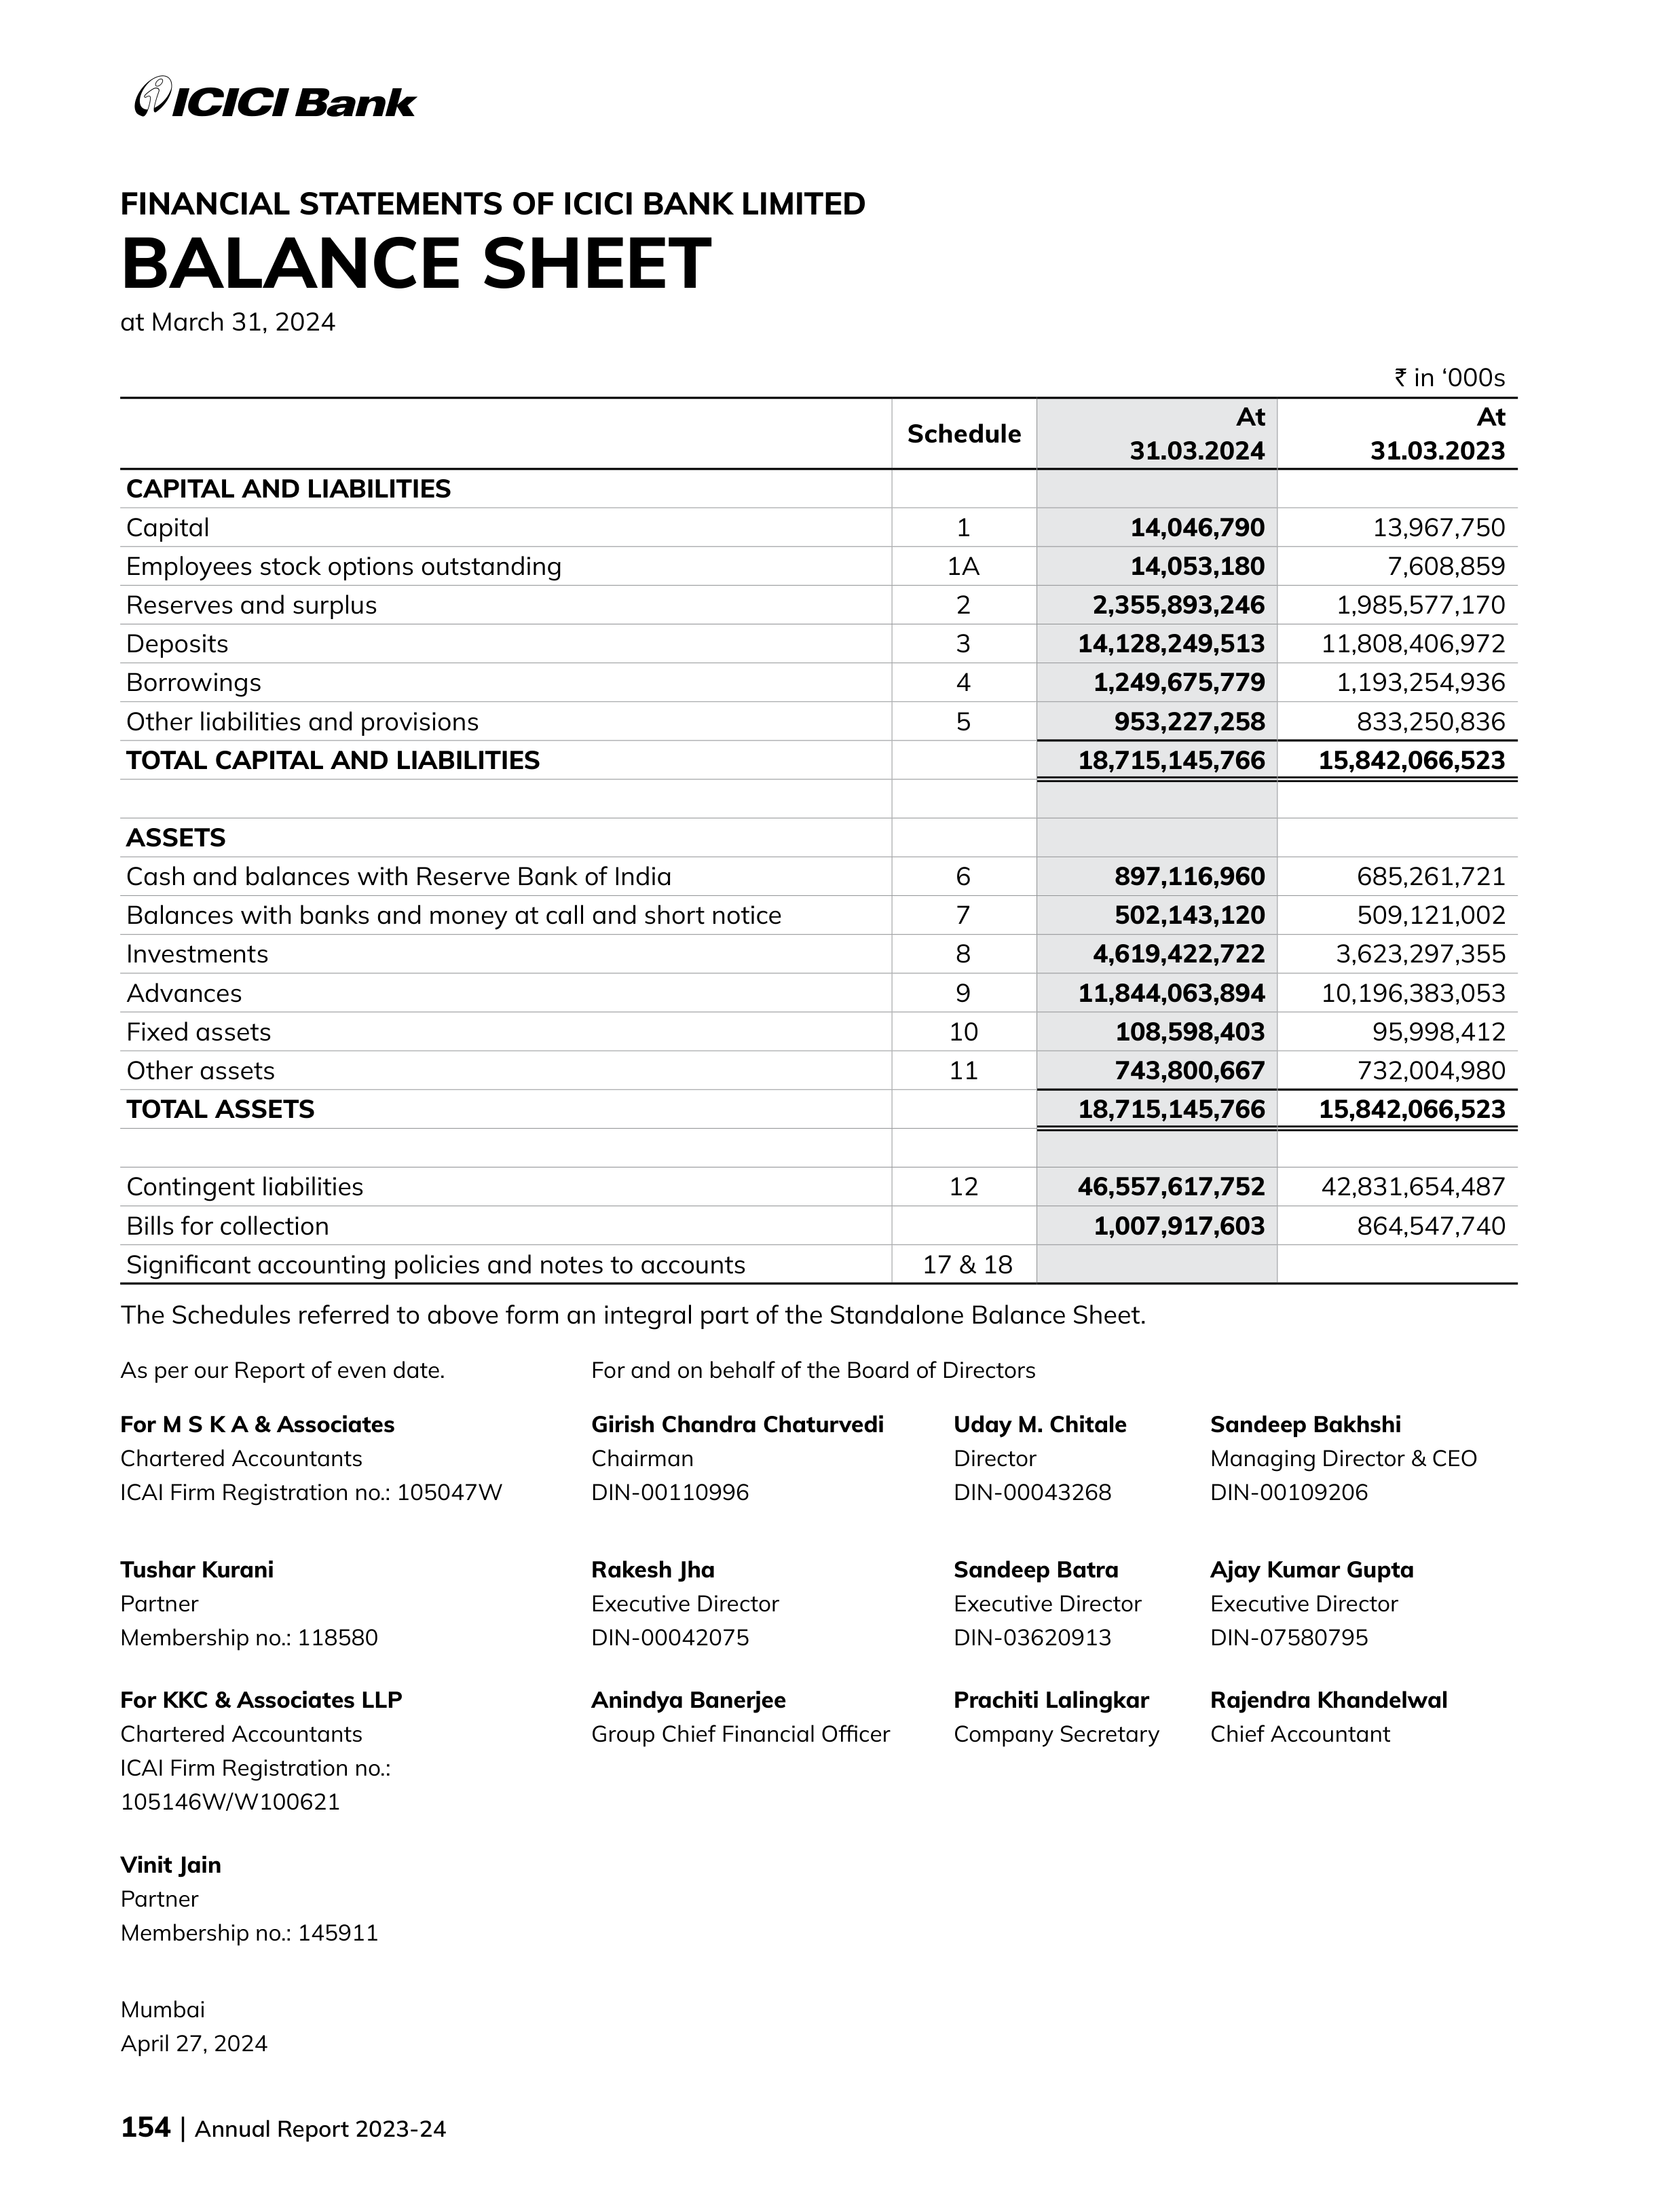 ICICI Bank
FINANCIAL STATEMENTS OF ICICI BANK LIMITED
BALANCE SHEET
at March 31, 2024
₹ in ‘000s
Schedule At 31.03.2024 At 31.03.2023
CAPITAL AND LIABILITIES
Capital 1 14,046,790 13,967,750
Employees stock options outstanding 1A 14,053,180 7,608,859
Reserves and surplus 2 2,355,893,246 1,985,577,170
Deposits 3 14,128,249,513 11,808,406,972
Borrowings 4 1,249,675,779 1,193,254,936
Other liabilities and provisions 5 953,227,258 833,250,836
TOTAL CAPITAL AND LIABILITIES 18,715,145,766 15,842,066,523
ASSETS
Cash and balances with Reserve Bank of India 6 897,116,960 685,261,721
Balances with banks and money at call and short notice 7 502,143,120 509,121,002
Investments 8 4,619,422,722 3,623,297,355
Advances 9 11,844,063,894 10,196,383,053
Fixed assets 10 108,598,403 95,998,412
Other assets 11 743,800,667 732,004,980
TOTAL ASSETS 18,715,145,766 15,842,066,523
Contingent liabilities 12 46,557,617,752 42,831,654,487
Bills for collection 1,007,917,603 864,547,740
Significant accounting policies and notes to accounts 17 & 18
The Schedules referred to above form an integral part of the Standalone Balance Sheet.
As per our Report of even date. For and on behalf of the Board of Directors
For M S K A & Associates Girish Chandra Chaturvedi Uday M. Chitale Sandeep Bakhshi
Chartered Accountants Chairman Director Managing Director & CEO
ICAI Firm Registration no.: 105047W DIN-00110996 DIN-00043268 DIN-00109206
Tushar Kurani Rakesh Jha Sandeep Batra Ajay Kumar Gupta
Partner Executive Director Executive Director Executive Director
Membership no.: 118580 DIN-00042075 DIN-03620913 DIN-07580795
For KKC & Associates LLP Anindya Banerjee Prachiti Lalingkar Rajendra Khandelwal
Chartered Accountants Group Chief Financial Officer Company Secretary Chief Accountant
ICAI Firm Registration no.:
105146W/W100621
Vinit Jain
Partner
Membership no.: 145911
Mumbai
April 27, 2024
154 | Annual Report 2023-24